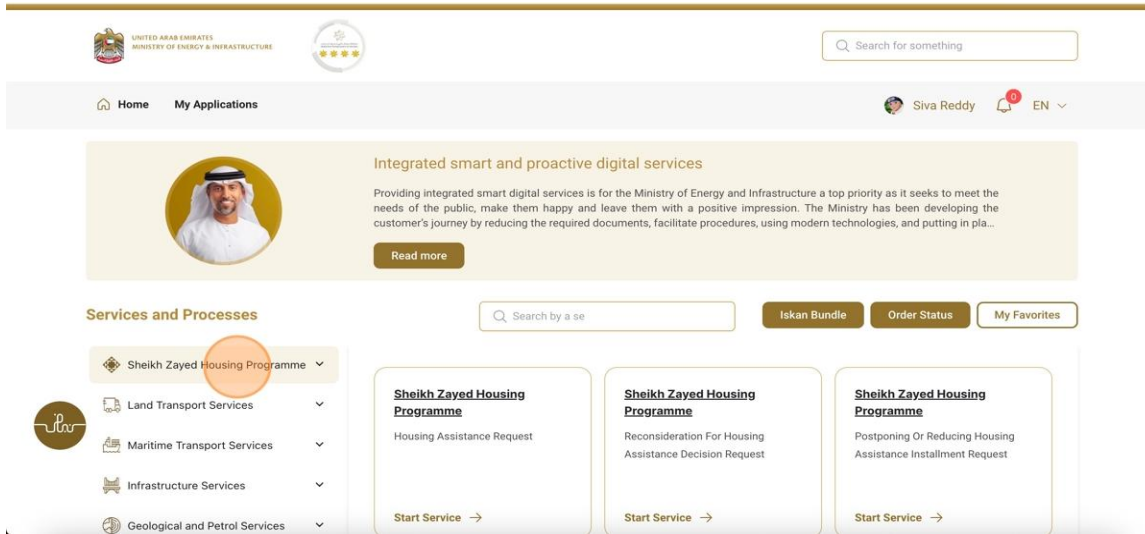 UNITED ARAB EMIRATES
MINISTRY OF ENERGY & INFRASTRUCTURE
Search for something
Home
My Applications
Siva Reddy
0
EN
Integrated smart and proactive digital services
Providing integrated smart digital services is for the Ministry of Energy and Infrastructure a top priority as it seeks to meet the
needs of the public, make them happy and leave them with a positive impression. The Ministry has been developing the
customer's journey by reducing the required documents, facilitate procedures, using modern technologies, and putting in pla...
Read more
Services and Processes
Search by a se
Iskan Bundle
Order Status
My Favorites
Sheikh Zayed Housing Programme
Land Transport Services
Maritime Transport Services
Infrastructure Services
Geological and Petrol Services
Sheikh Zayed Housing
Programme
Housing Assistance Request
Start Service
Sheikh Zayed Housing
Programme
Reconsideration For Housing
Assistance Decision Request
Start Service
Sheikh Zayed Housing
Programme
Postponing Or Reducing Housing
Assistance Installment Request
Start Service